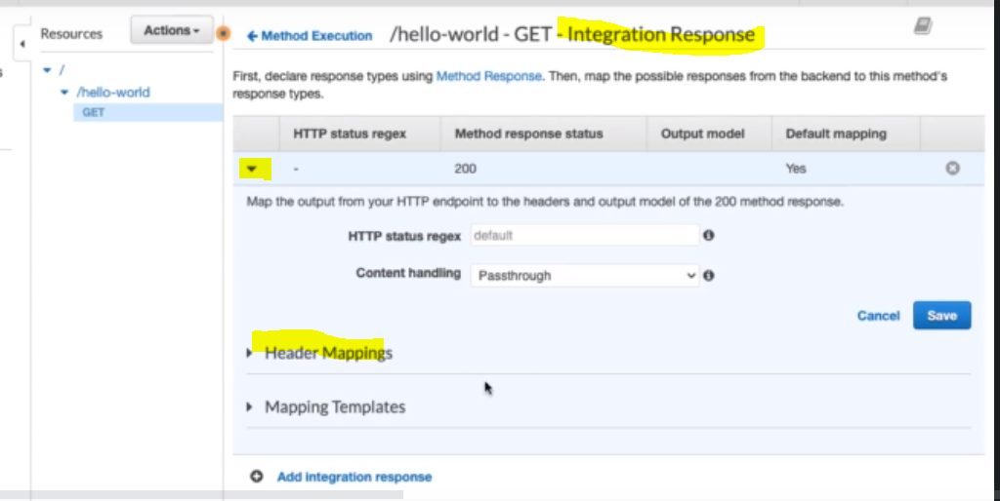 Resources
Actions
Method Execution
/hello-world - GET - Integration Response
/
/hello-world
GET
First, declare response types using Method Response. Then, map the possible responses from the backend to this method's
response types.
HTTP status regex Method response status Output model Default mapping
- 200 Yes
Map the output from your HTTP endpoint to the headers and output model of the 200 method response.
HTTP status regex default
Content handling Passthrough
Cancel Save
Header Mappings
Mapping Templates
Add integration response